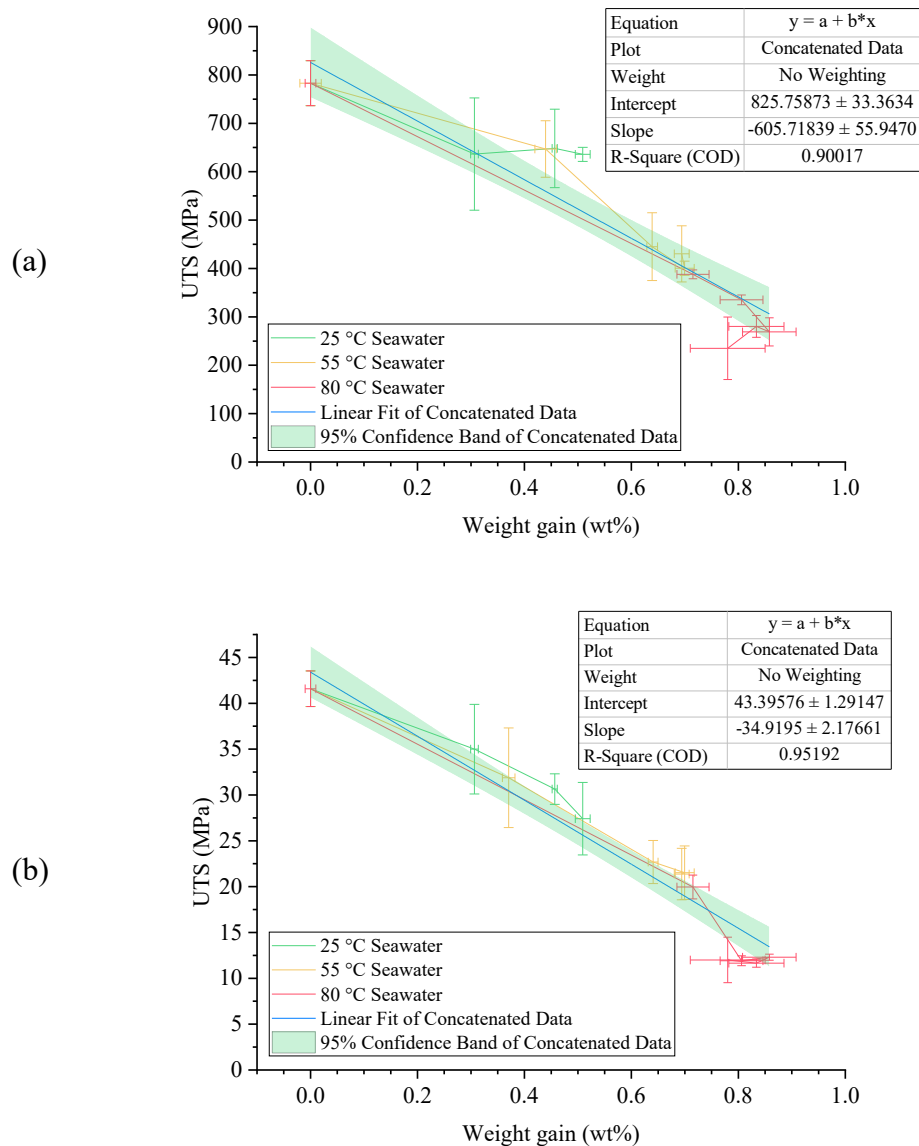 (a)
Equation y = a + b*x
Plot Concatenated Data
Weight No Weighting
Intercept 825.75873 ± 33.3634
Slope -605.71839 ± 55.9470
R-Square (COD) 0.90017
900
800
700
600
500
400
300
200
100
0
UTS (MPa)
25 °C Seawater
55 °C Seawater
80 °C Seawater
Linear Fit of Concatenated Data
95% Confidence Band of Concatenated Data
0.0 0.2 0.4 0.6 0.8 1.0
Weight gain (wt%)
(b)
Equation y = a + b*x
Plot Concatenated Data
Weight No Weighting
Intercept 43.39576 ± 1.29147
Slope -34.9195 ± 2.17661
R-Square (COD) 0.95192
45
40
35
30
25
20
15
10
5
0
UTS (MPa)
25 °C Seawater
55 °C Seawater
80 °C Seawater
Linear Fit of Concatenated Data
95% Confidence Band of Concatenated Data
0.0 0.2 0.4 0.6 0.8 1.0
Weight gain (wt%)